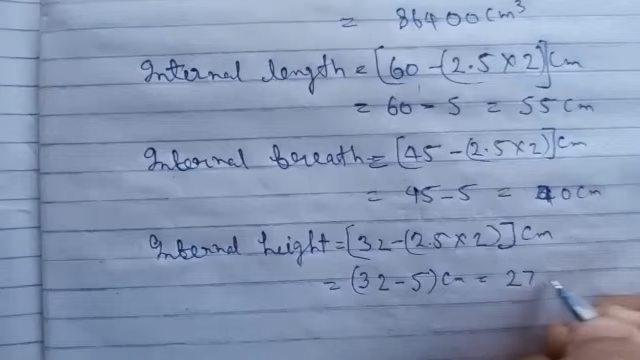 = 86400 cm³
Internal length = [60 - (2.5 × 2] cm
= 60 - 5 = 55 cm
Internal breath = [45 - (2.5 × 2)] cm
= 45 - 5 = 40 cm
Internal height = [32 - (2.5 × 2)] cm
= (32 - 5) cm = 27